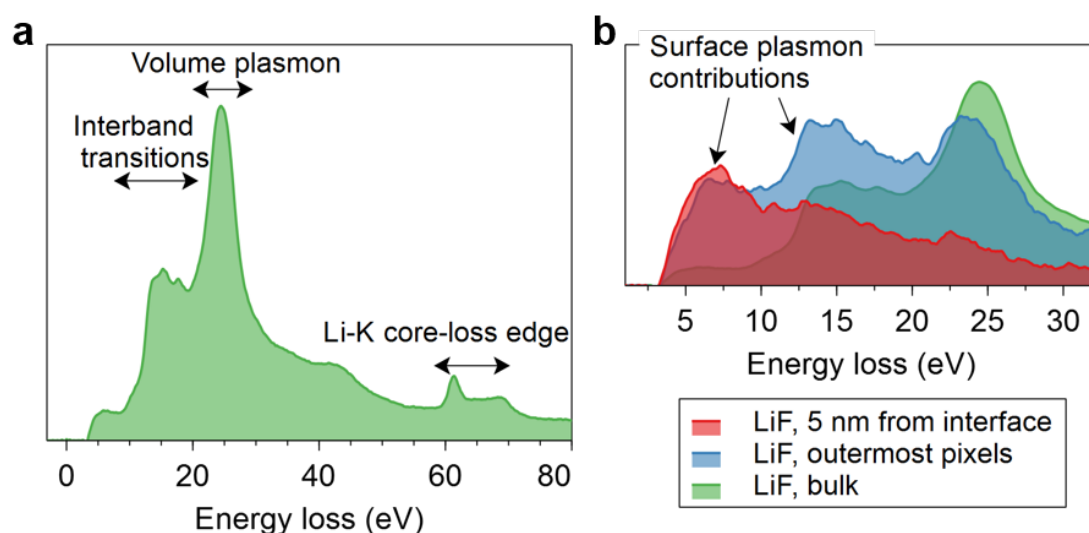 a
Volume plasmon
Interband
transitions
Li-K core-loss edge
0 20 40 60 80
Energy loss (eV)
b
Surface plasmon
contributions
5 10 15 20 25 30
Energy loss (eV)
LiF, 5 nm from interface
LiF, outermost pixels
LiF, bulk